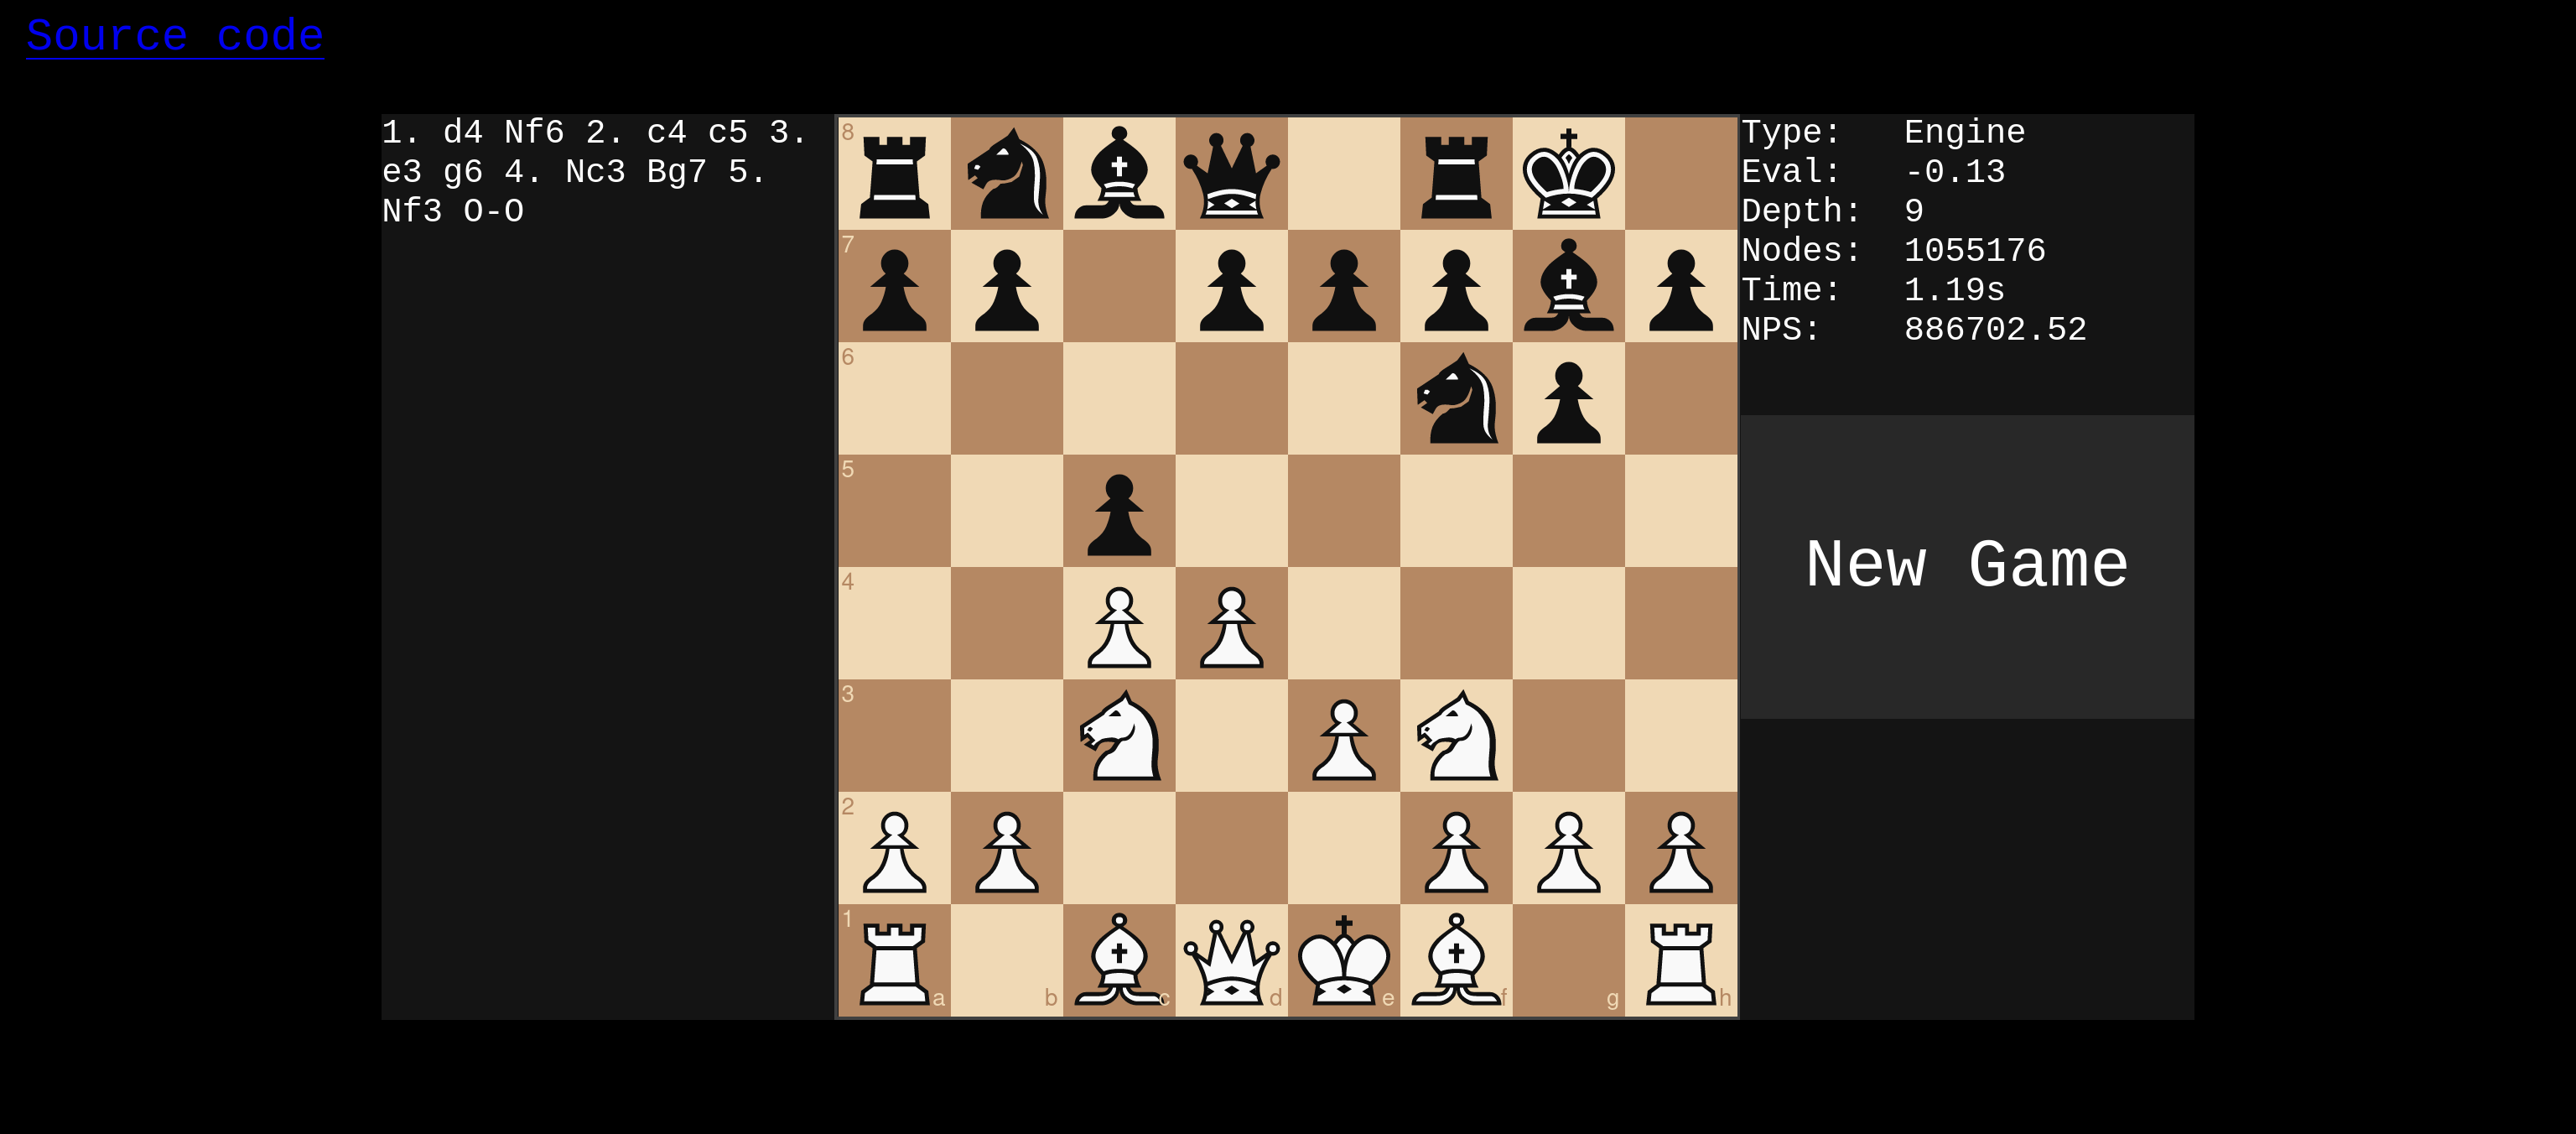 Source code
1. d4 Nf6 2. c4 c5 3.
e3 g6 4. Nc3 Bg7 5.
Nf3 O-O
8
7
6
5
4
3
2
1
a b c d e f g h
Type: Engine
Eval: -0.13
Depth: 9
Nodes: 1055176
Time: 1.19s
NPS: 886702.52
New Game